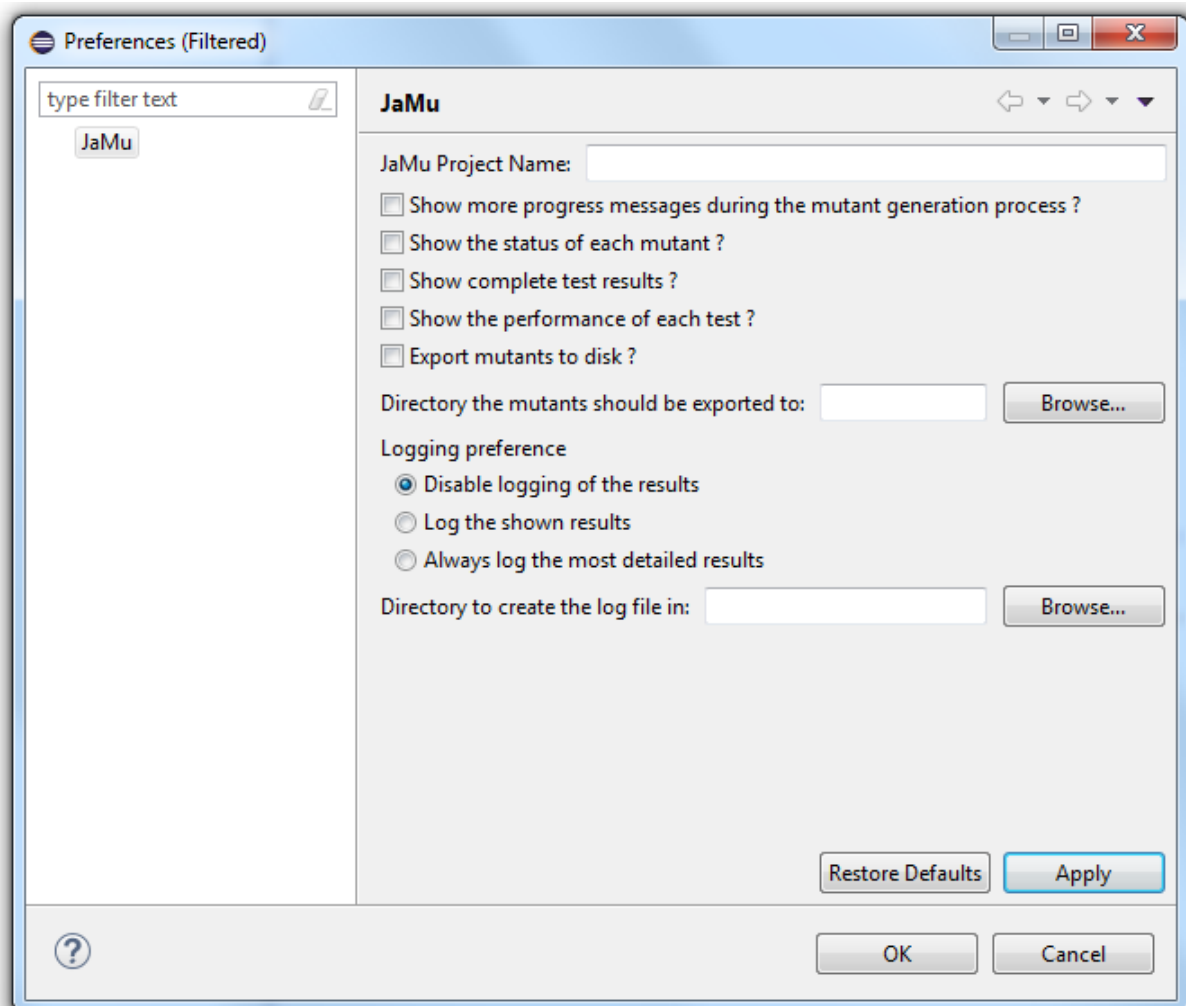 Preferences (Filtered)
type filter text
JaMu
JaMu
JaMu Project Name:
Show more progress messages during the mutant generation process ?
Show the status of each mutant ?
Show complete test results ?
Show the performance of each test ?
Export mutants to disk ?
Directory the mutants should be exported to:
Browse...
Logging preference
Disable logging of the results
Log the shown results
Always log the most detailed results
Directory to create the log file in:
Browse...
Restore Defaults
Apply
OK
Cancel